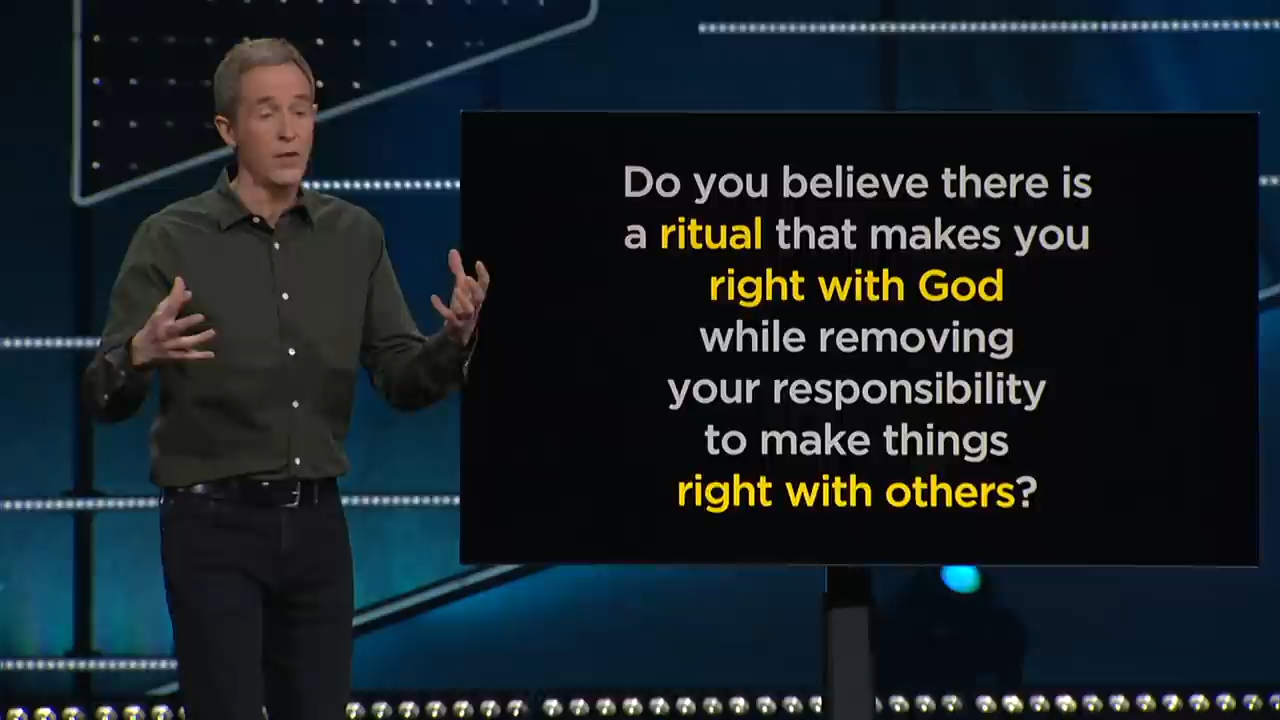 Do you believe there is
a ritual that makes you
right with God
while removing
your responsibility
to make things
right with others?